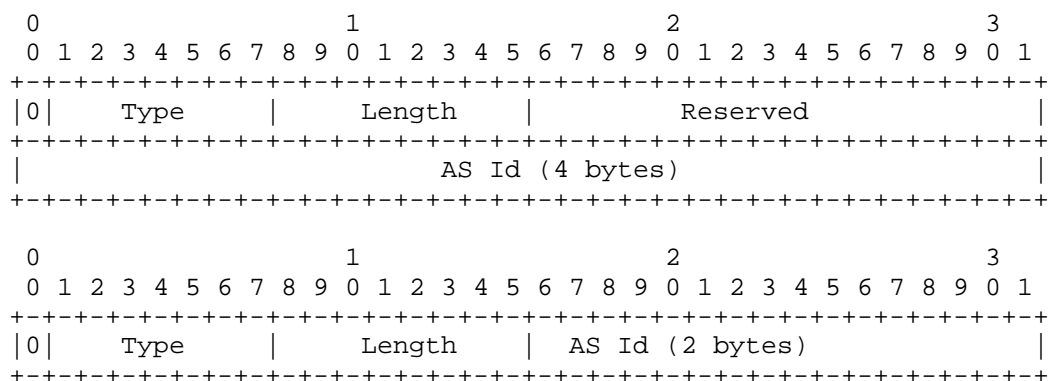 0                   1                   2                   3
 0 1 2 3 4 5 6 7 8 9 0 1 2 3 4 5 6 7 8 9 0 1 2 3 4 5 6 7 8 9 0 1
+-+-+-+-+-+-+-+-+-+-+-+-+-+-+-+-+-+-+-+-+-+-+-+-+-+-+-+-+-+-+-+-+
|0|    Type       |     Length    |         Reserved              |
+-+-+-+-+-+-+-+-+-+-+-+-+-+-+-+-+-+-+-+-+-+-+-+-+-+-+-+-+-+-+-+-+
|                          AS Id (4 bytes)                      |
+-+-+-+-+-+-+-+-+-+-+-+-+-+-+-+-+-+-+-+-+-+-+-+-+-+-+-+-+-+-+-+-+
 0                   1                   2                   3
 0 1 2 3 4 5 6 7 8 9 0 1 2 3 4 5 6 7 8 9 0 1 2 3 4 5 6 7 8 9 0 1
+-+-+-+-+-+-+-+-+-+-+-+-+-+-+-+-+-+-+-+-+-+-+-+-+-+-+-+-+-+-+-+-+
|0|    Type       |     Length    |  AS Id (2 bytes)              |
+-+-+-+-+-+-+-+-+-+-+-+-+-+-+-+-+-+-+-+-+-+-+-+-+-+-+-+-+-+-+-+-+